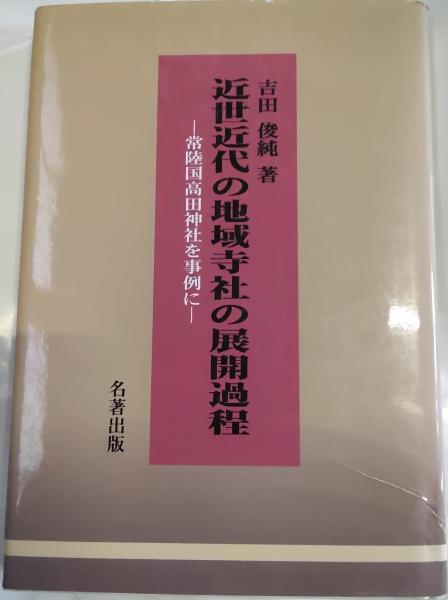 吉田 俊純 著
近世近代の地域寺社の展開過程
―常陸国高田神社を事例に―
名著出版